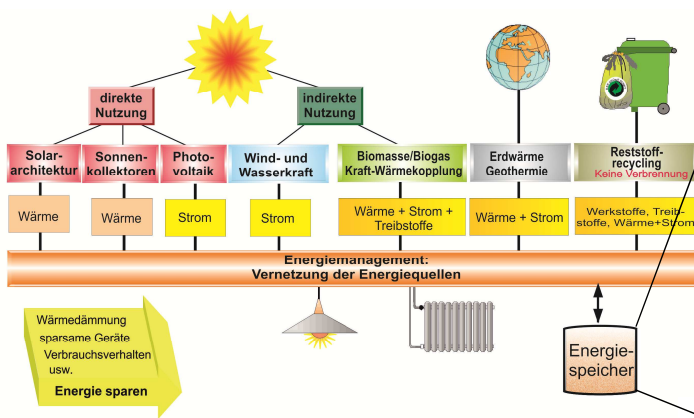 direkte
Nutzung
indirekte
Nutzung
Solar-
architektur
Sonnen-
kollektoren
Photo-
voltaik
Wind- und
Wasserkraft
Biomasse/Biogas
Kraft-Wärmekopplung
Erdwärme
Geothermie
Reststoff-
recycling
Keine Verbrennung
Wärme
Wärme
Strom
Strom
Wärme + Strom +
Treibstoffe
Wärme + Strom
Werkstoffe, Treib-
stoffe, Wärme+Strom
Energiemanagement:
Vernetzung der Energiequellen
Wärmedämmung
sparsame Geräte
Verbrauchsverhalten
usw.
Energie sparen
Energie-
speicher